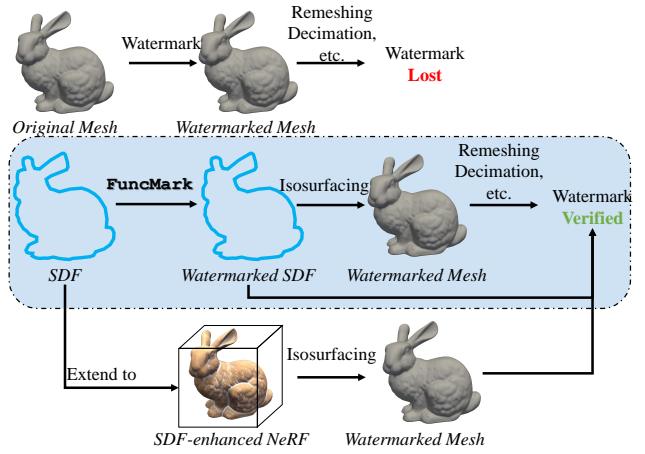 Watermark
Remeshing
Decimation,
etc.
Watermark
Lost
Original Mesh
Watermarked Mesh
FuncMark
Isosurfacing
Remeshing
Decimation,
etc.
Watermark
Verified
SDF
Watermarked SDF
Watermarked Mesh
Extend to
Isosurfacing
SDF-enhanced NeRF
Watermarked Mesh